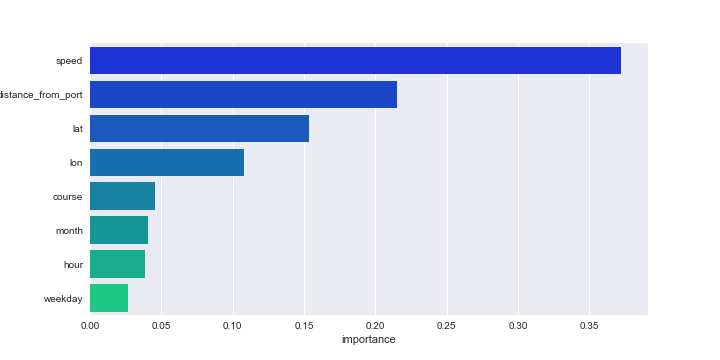 speed
distance_from_port
lat
lon
course
month
hour
weekday
0.00 0.05 0.10 0.15 0.20 0.25 0.30 0.35
importance